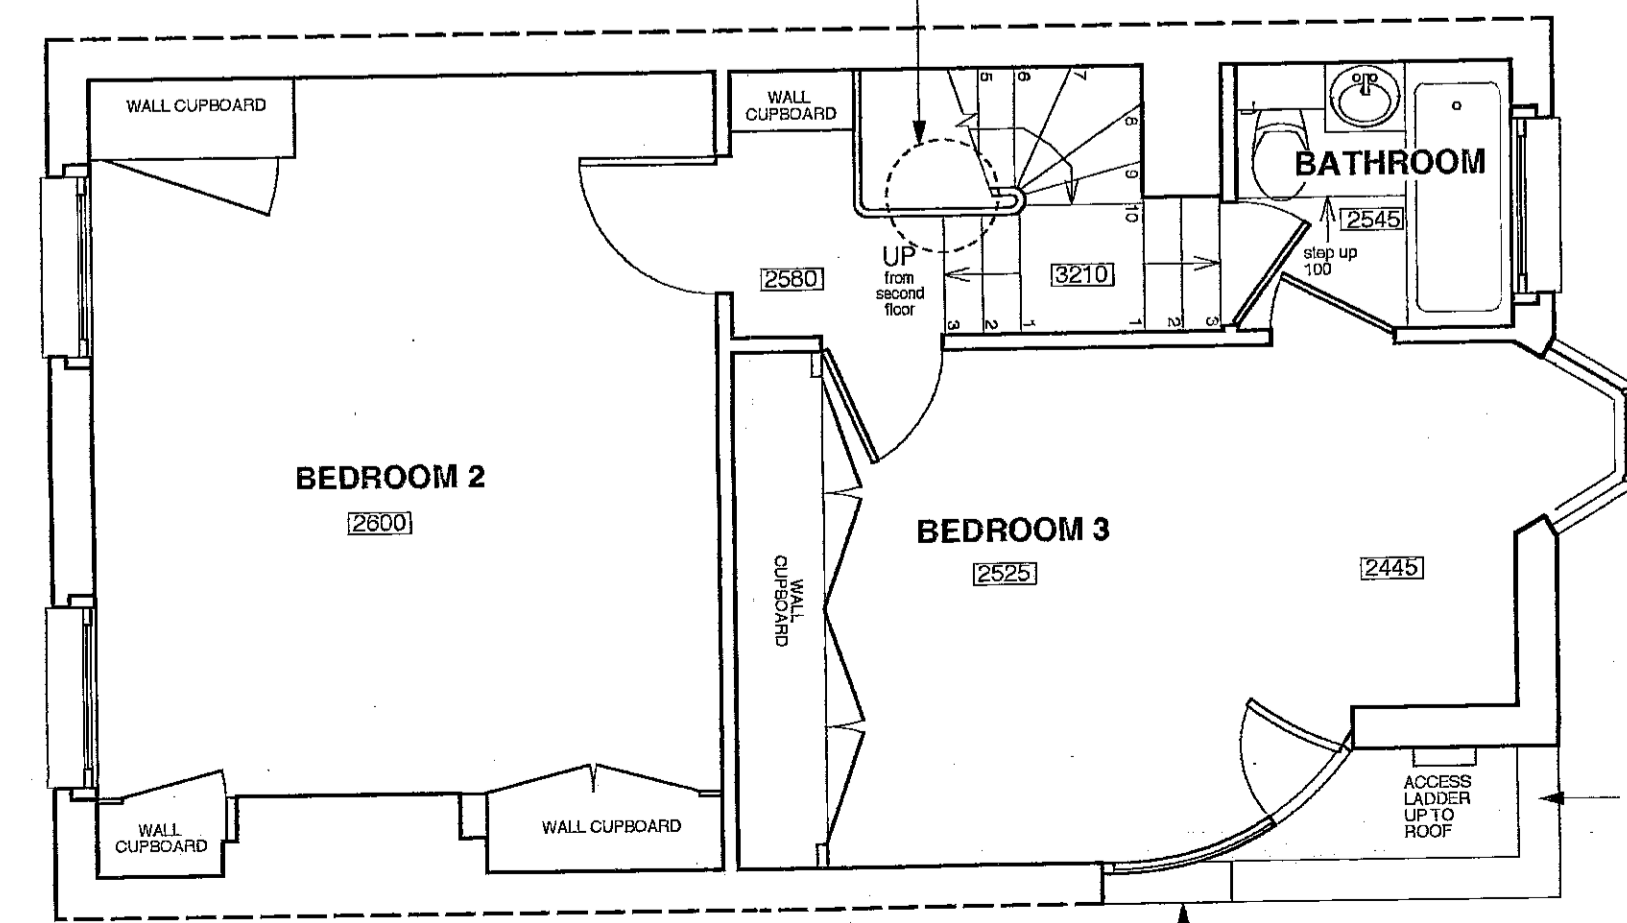 WALL CUPBOARD
WALL
CUPBOARD
5
6
7
8
9
10
BATHROOM
2545
step up
100
UP
from
second
floor
2580
3210
3
2
1
1
2
3
BEDROOM 2
2600
BEDROOM 3
2525
2445
WALL
CUPBOARD
WALL
CUPBOARD
WALL CUPBOARD
ACCESS
LADDER
UP TO
ROOF